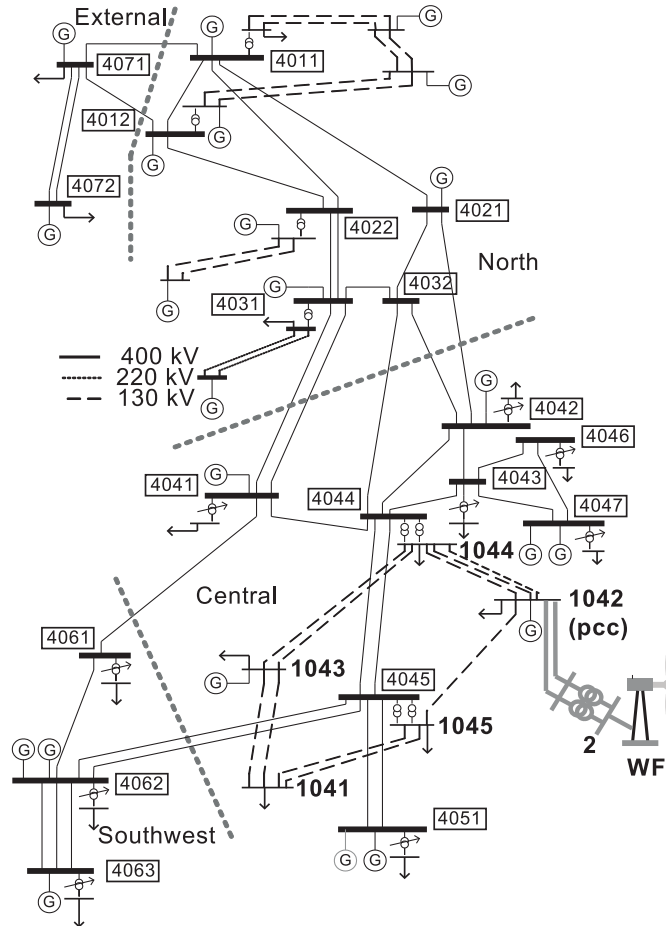 External
G
G
G
4071
4011
G
4012
G
G
4072
G
G
G
4022
4021
G
North
G
G
4031
4032
400 kV
220 kV
130 kV
G
G
4042
4046
G
4041
4044
4043
4047
G
G
1044
Central
1042
(pcc)
G
4061
1043
G
4045
1045
2
WF
G
G
4062
1041
Southwest
4051
G
G
4063
G